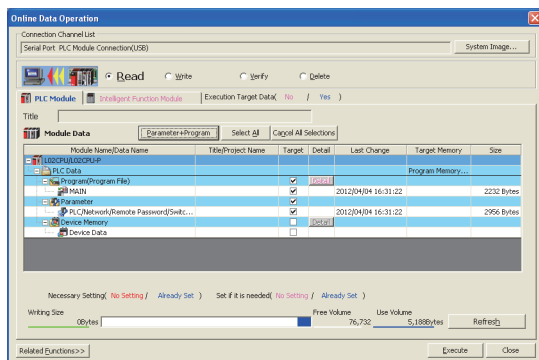 Online Data Operation
Connection Channel List
Serial Port PLC Module Connection(USB)
System Image...
Read Write Verify Delete
PLC Module Intelligent Function Module Execution Target Data( No / Yes )
Title
Module Data Parameter+Program Select All Cancel All Selections
Module Name/Data Name Title/Project Name Target Detail Last Change Target Memory Size
L02CPU/L02CPU-P
PLC Data Program Memory...
Program(Program File) Detail
MAIN 2012/04/04 16:31:22 2232 Bytes
Parameter
PLC/Network/Remote Password/Switc... 2012/04/04 16:31:22 2956 Bytes
Device Memory Detail
Device Data
Necessary Setting( No Setting / Already Set ) Set if it is needed( No Setting / Already Set )
Writing Size Free Volume Use Volume
0Bytes 76,732 5,188Bytes Refresh
Related Functions>> Execute Close